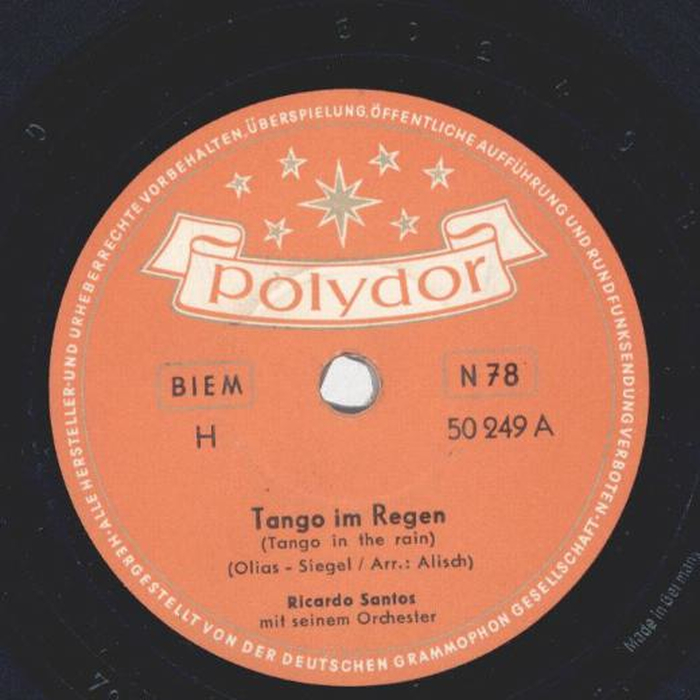 ALLE HERSTELLER- UND URHEBERRECHTE VORBEHALTEN, ÜBERSPIELUNG, ÖFFENTLICHE AUFFÜHRUNG UND RUNDFUNKSENDUNG VERBOTEN · HERGESTELLT VON DER DEUTSCHEN GRAMMOPHON GESELLSCHAFT
polydor
BIEM
N 78
H
50 249 A
Tango im Regen
(Tango in the rain)
(Olias - Siegel / Arr.: Alisch)
Ricardo Santos
mit seinem Orchester
Made in Germany